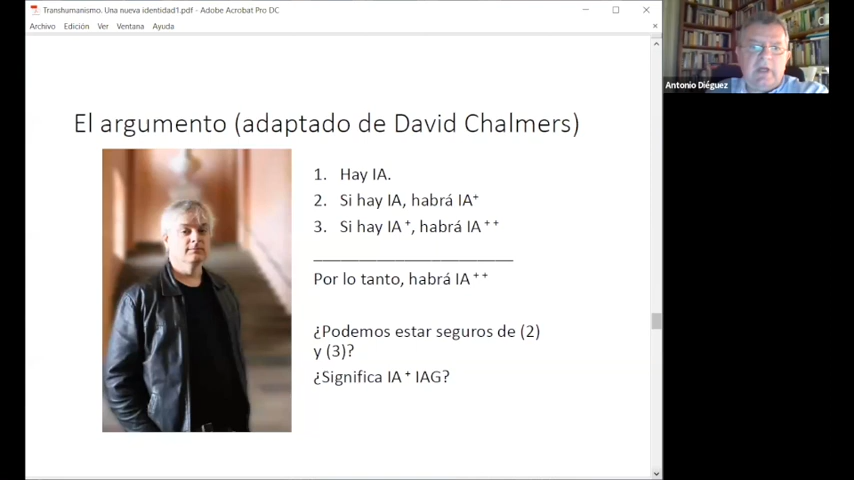 Transhumanismo. Una nueva identidad1.pdf - Adobe Acrobat Pro DC
Archivo Edición Ver Ventana Ayuda
Antonio Diéguez
El argumento (adaptado de David Chalmers)
1. Hay IA.
2. Si hay IA, habrá IA⁺
3. Si hay IA ⁺, habrá IA ⁺ ⁺
_______________________
Por lo tanto, habrá IA ⁺ ⁺
¿Podemos estar seguros de (2)
y (3)?
¿Significa IA ⁺ IAG?